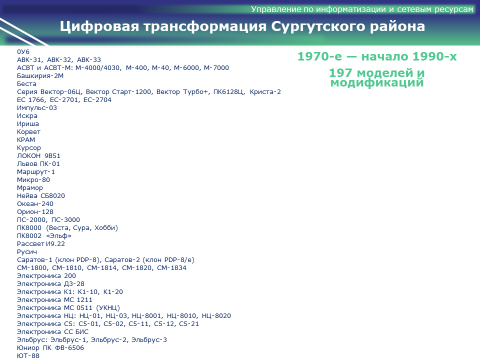 Управление по информатизации и сетевым ресурсам
Цифровая трансформация Сургутского района
1970-е — начало 1990-х
197 моделей и
модификаций
0У6
АВК-31, АВК-32, АВК-33
АСВТ и АСВТ-М: М-4000/4030, М-400, М-40, М-6000, М-7000
Башкирия-2М
Беста
Серия Вектор-06Ц, Вектор Старт-1200, Вектор Турбо+, ПК6128Ц, Криста-2
ЕС 1766, ЕС-2701, ЕС-2704
Импульс-03
Искра
Ириша
Корвет
КРАМ
Курсор
ЛОКОН 9В51
Львов ПК-01
Маршрут-1
Микро-80
Мрамор
Нейва СБ8020
Океан-240
Орион-128
ПС-2000, ПС-3000
ПК8000 (Веста, Сура, Хобби)
ПК8002 «Эльф»
Рассвет И9.22
Русич
Саратов-1 (клон PDP-8), Саратов-2 (клон PDP-8/e)
СМ-1800, СМ-1810, СМ-1814, СМ-1820, СМ-1834
Электроника 200
Электроника Д3-28
Электроника К1: К1-10, К1-20
Электроника МС 1211
Электроника МС 0511 (УКНЦ)
Электроника НЦ: НЦ-01, НЦ-03, НЦ-8001, НЦ-8010, НЦ-8020
Электроника С5: С5-01, С5-02, С5-11, С5-12, С5-21
Электроника СС БИС
Эльбрус: Эльбрус-1, Эльбрус-2, Эльбрус-3
Юниор ПК ФВ-6506
ЮТ-88